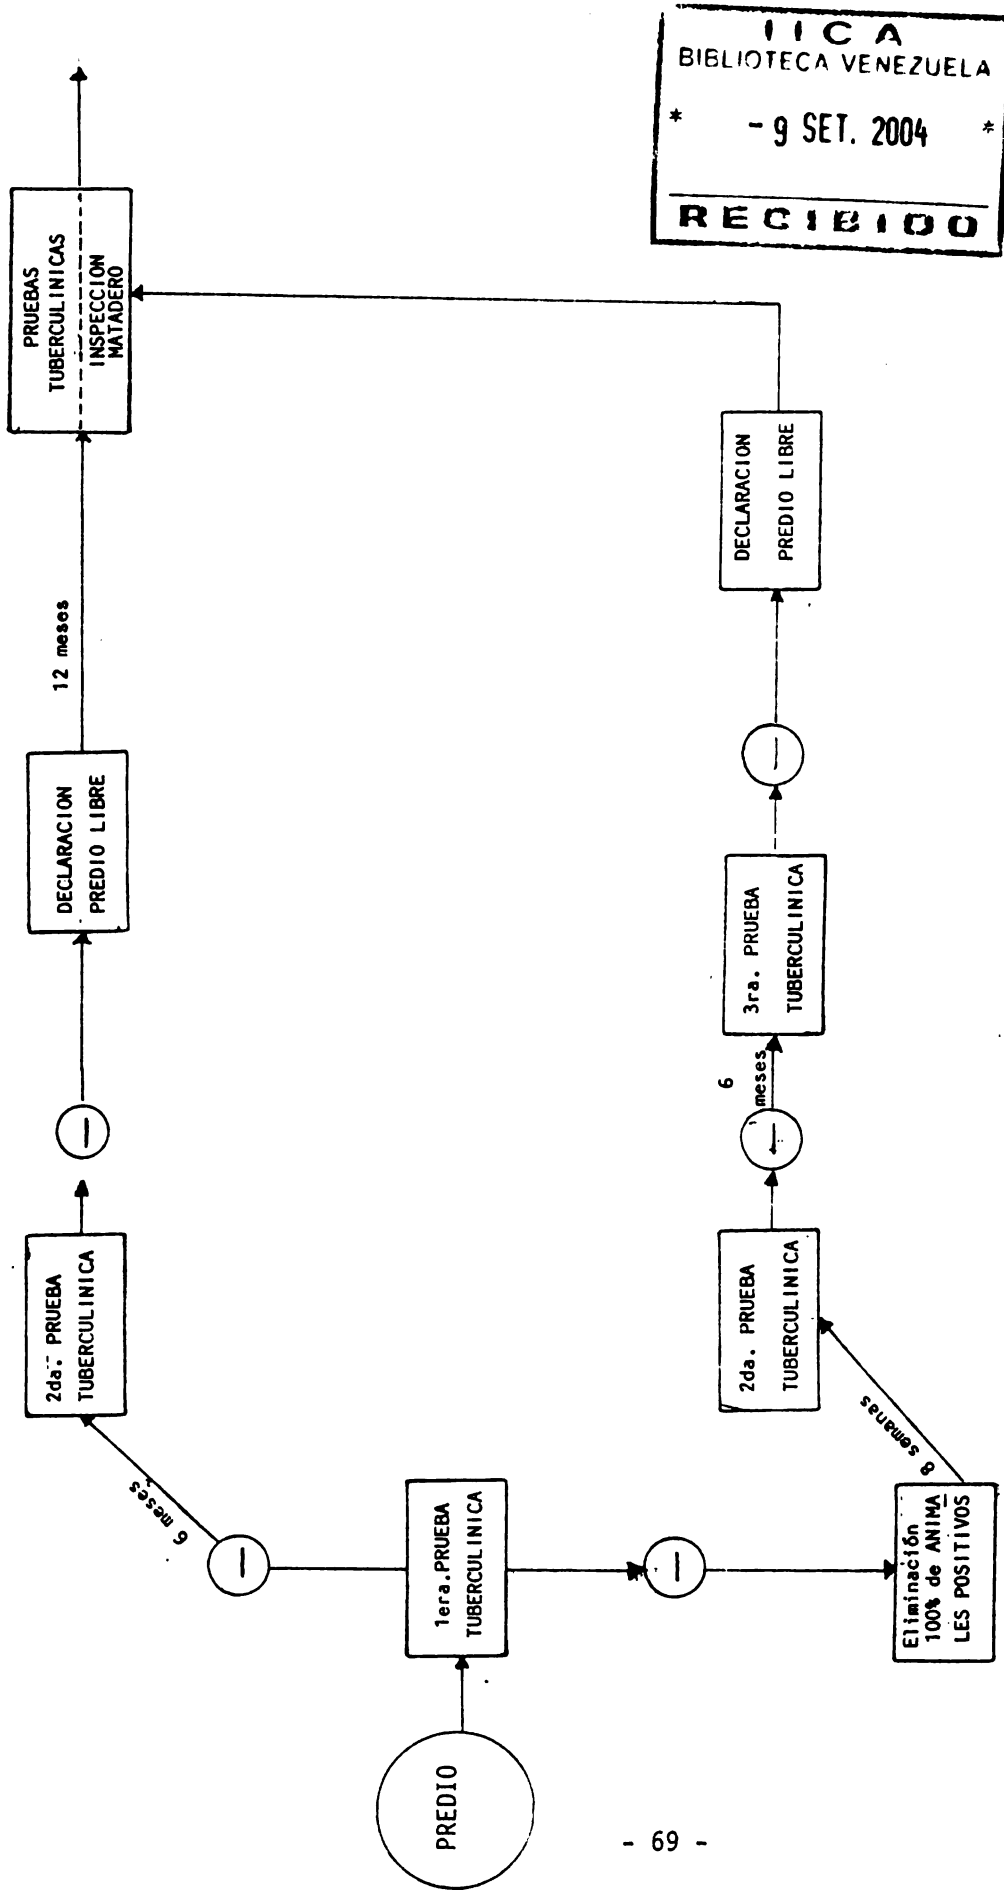 IICA
BIBLIOTECA VENEZUELA
* - 9 SET. 2004 *
RECIBIDO
PRUEBAS
TUBERCULINICAS
INSPECCION
MATADERO
12 meses
DECLARACION
PREDIO LIBRE
2da. PRUEBA
TUBERCULINICA
6 meses
1era. PRUEBA
TUBERCULINICA
PREDIO
Eliminación
100% de ANIMA
LES POSITIVOS
8 semanas
2da. PRUEBA
TUBERCULINICA
6
meses
3ra. PRUEBA
TUBERCULINICA
DECLARACION
PREDIO LIBRE
- 69 -